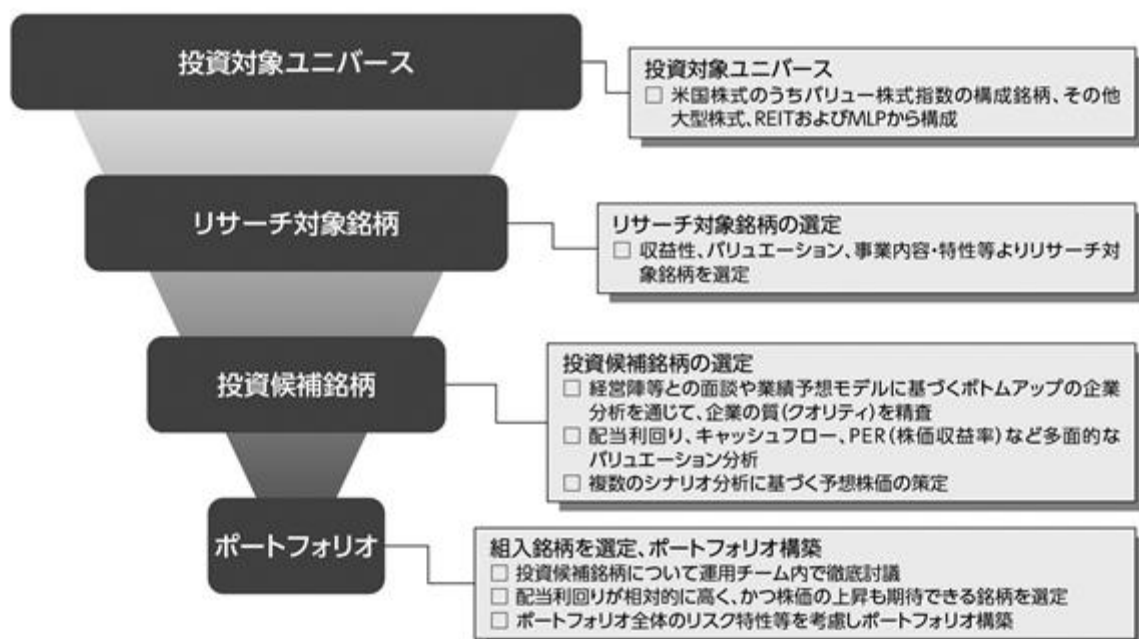 投資対象ユニバース
投資対象ユニバース
□ 米国株式のうちバリュー株式指数の構成銘柄、その他
大型株式、REITおよびMLPから構成
リサーチ対象銘柄
リサーチ対象銘柄の選定
□ 収益性、バリュエーション、事業内容・特性等よりリサーチ対
象銘柄を選定
投資候補銘柄
投資候補銘柄の選定
□ 経営陣等との面談や業績予想モデルに基づくボトムアップの企業
分析を通じて、企業の質(クオリティ)を精査
□ 配当利回り、キャッシュフロー、PER(株価収益率)など多面的な
バリュエーション分析
□ 複数のシナリオ分析に基づく予想株価の策定
ポートフォリオ
組入銘柄を選定、ポートフォリオ構築
□ 投資候補銘柄について運用チーム内で徹底討議
□ 配当利回りが相対的に高く、かつ株価の上昇も期待できる銘柄を選定
□ ポートフォリオ全体のリスク特性等を考慮しポートフォリオ構築